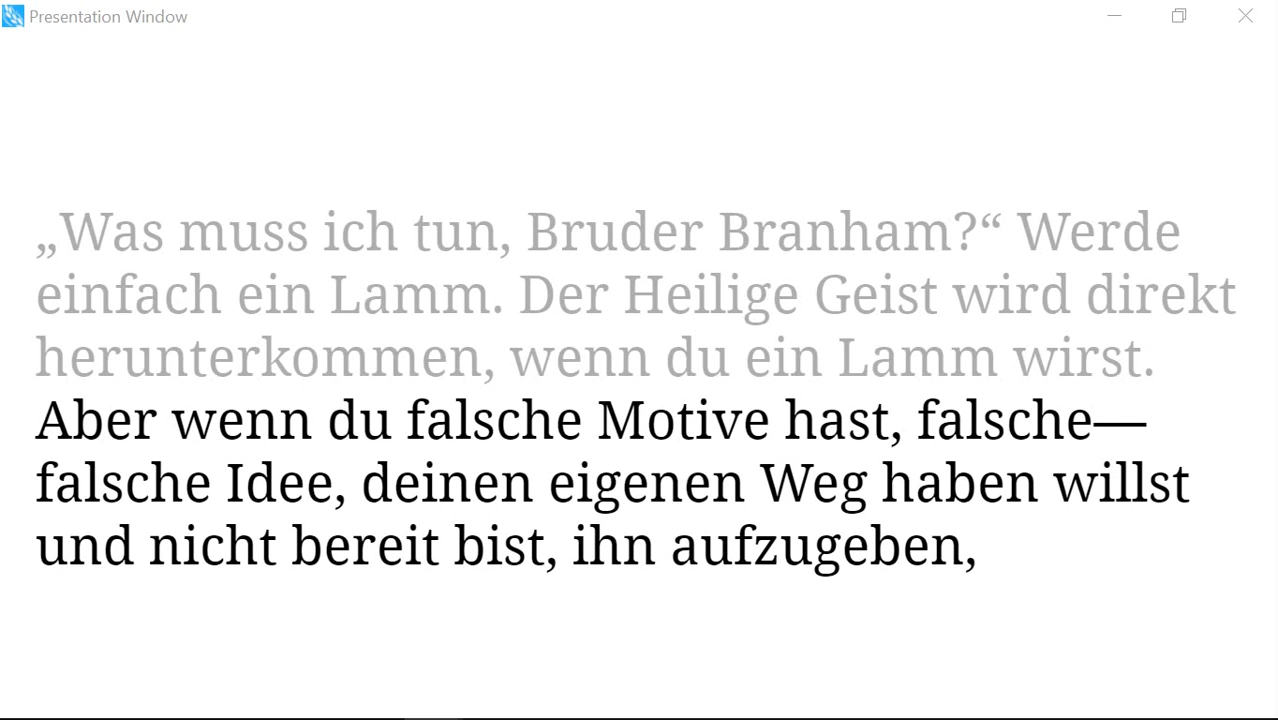 Presentation Window
„Was muss ich tun, Bruder Branham?“ Werde
einfach ein Lamm. Der Heilige Geist wird direkt
herunterkommen, wenn du ein Lamm wirst.
Aber wenn du falsche Motive hast, falsche—
falsche Idee, deinen eigenen Weg haben willst
und nicht bereit bist, ihn aufzugeben,